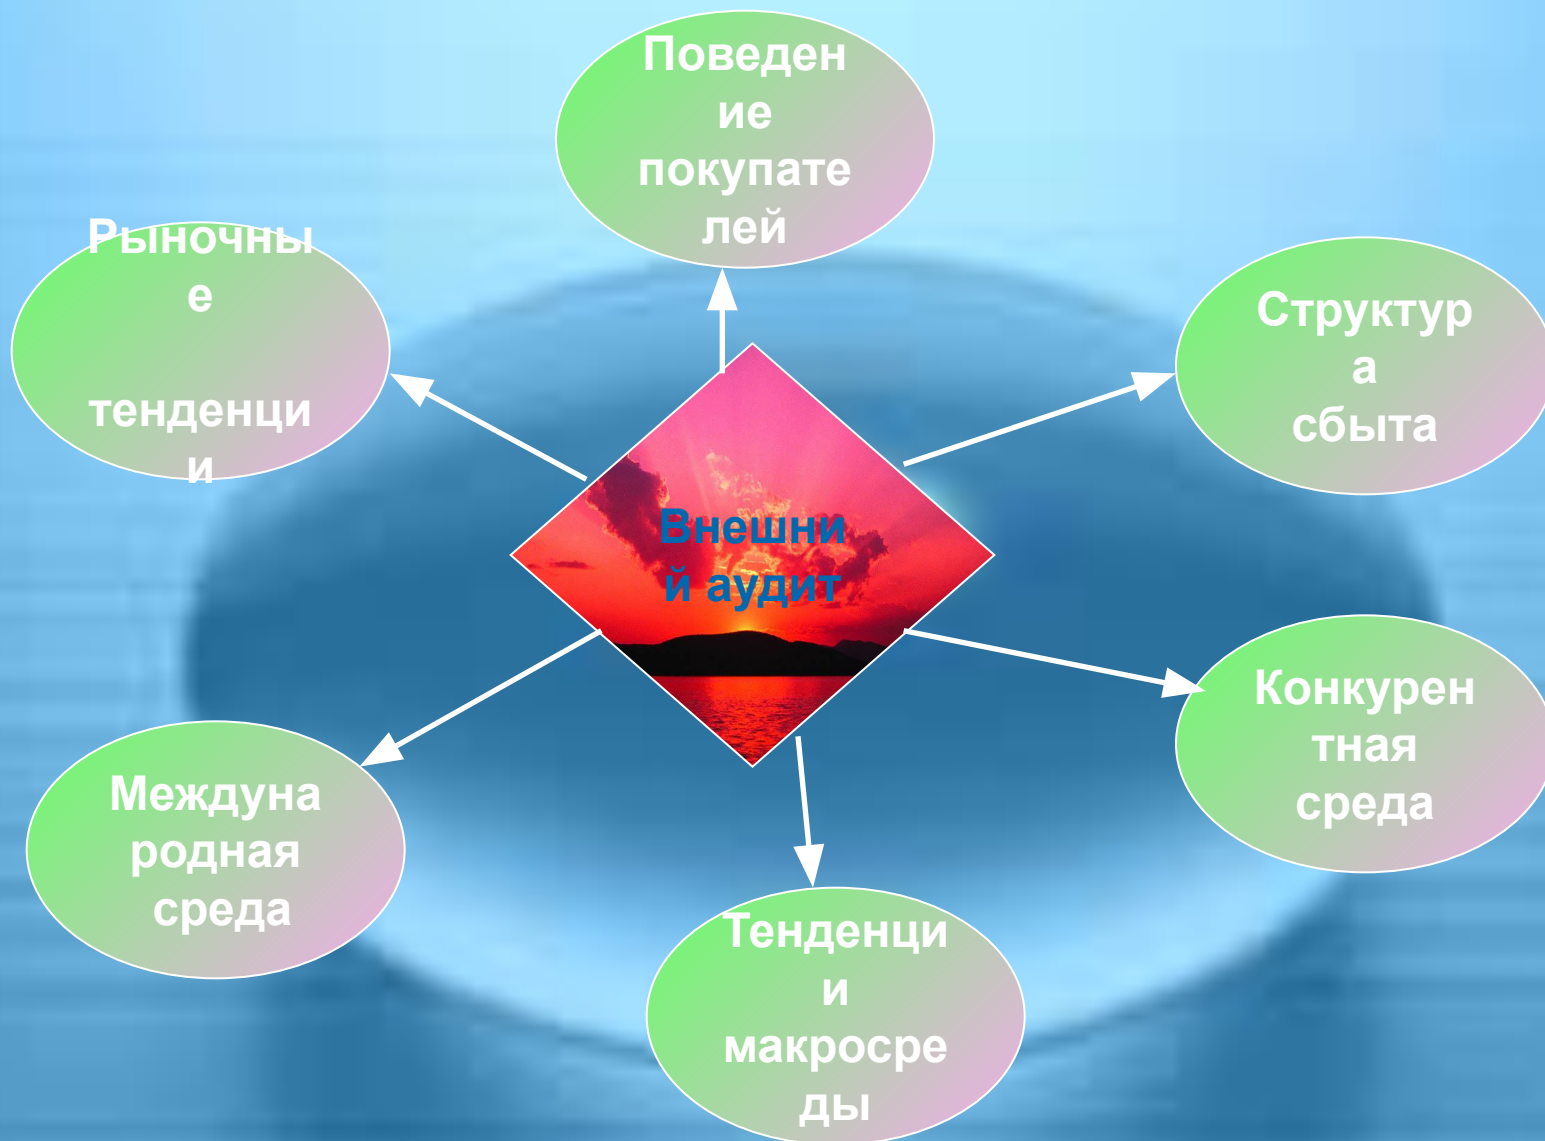 Поведен
ие
покупате
лей
Рыночны
е
тенденци
и
Структур
а
сбыта
Внешни
й аудит
Конкурен
тная
среда
Междуна
родная
среда
Тенденци
и
макросре
ды